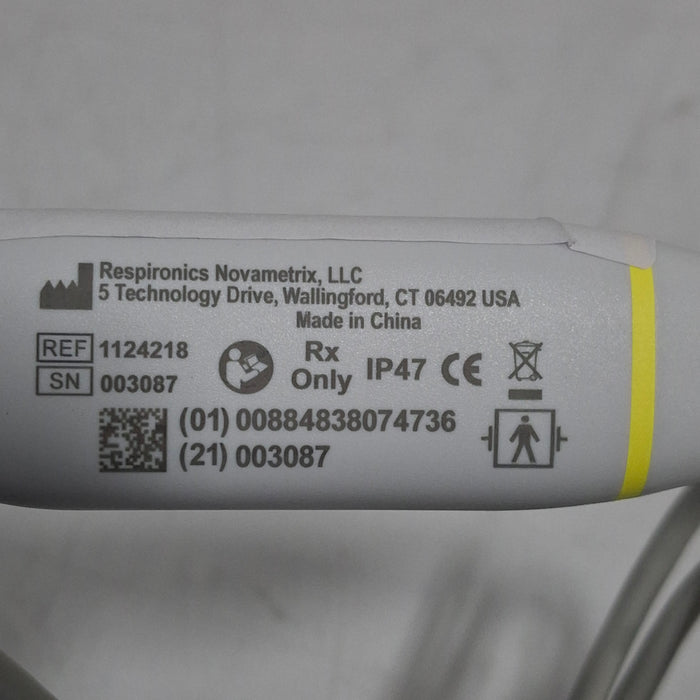 Respironics Novametrix, LLC
5 Technology Drive, Wallingford, CT 06492 USA
Made in China
REF 1124218
SN 003087
Rx
Only
IP47 CE
(01) 00884838074736
(21) 003087